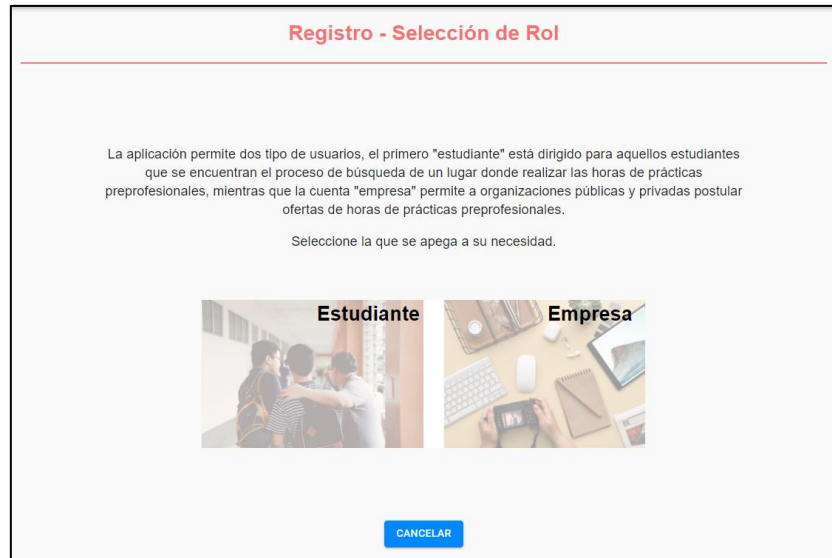 Registro - Selección de Rol
La aplicación permite dos tipo de usuarios, el primero "estudiante" está dirigido para aquellos estudiantes
que se encuentran el proceso de búsqueda de un lugar donde realizar las horas de prácticas
preprofesionales, mientras que la cuenta "empresa" permite a organizaciones públicas y privadas postular
ofertas de horas de prácticas preprofesionales.
Seleccione la que se apega a su necesidad.
Estudiante
Empresa
CANCELAR